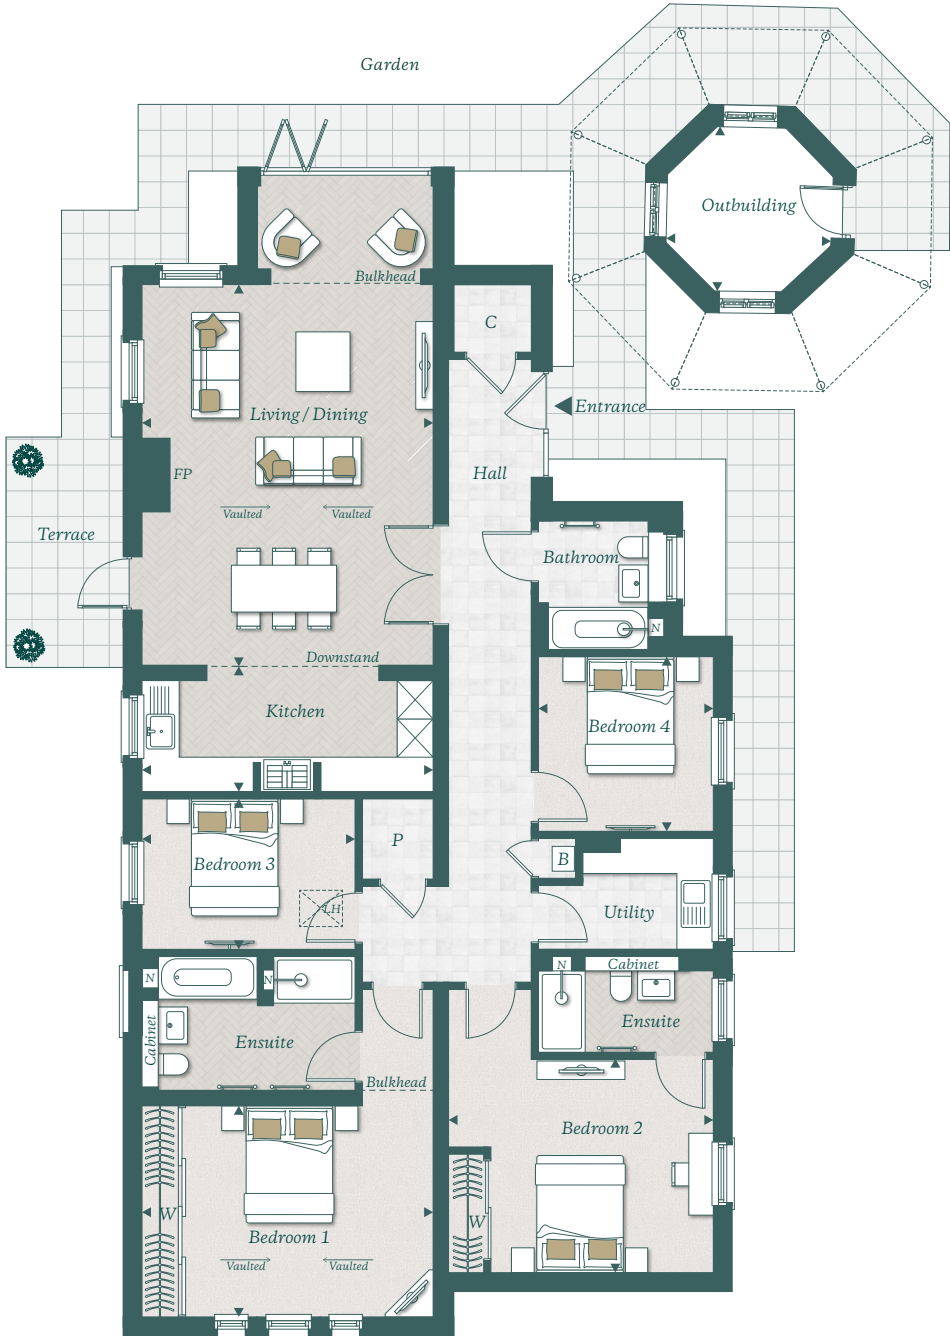 Garden
Outbuilding
Bulkhead
C
Living / Dining
Entrance
Hall
FP
Vaulted
Vaulted
Terrace
Bathroom
N
Downstand
Kitchen
Bedroom 4
P
B
Bedroom 3
LH
Utility
N
N
N
Cabinet
Cabinet
Ensuite
Ensuite
Bulkhead
Bedroom 2
W
W
Bedroom 1
Vaulted
Vaulted